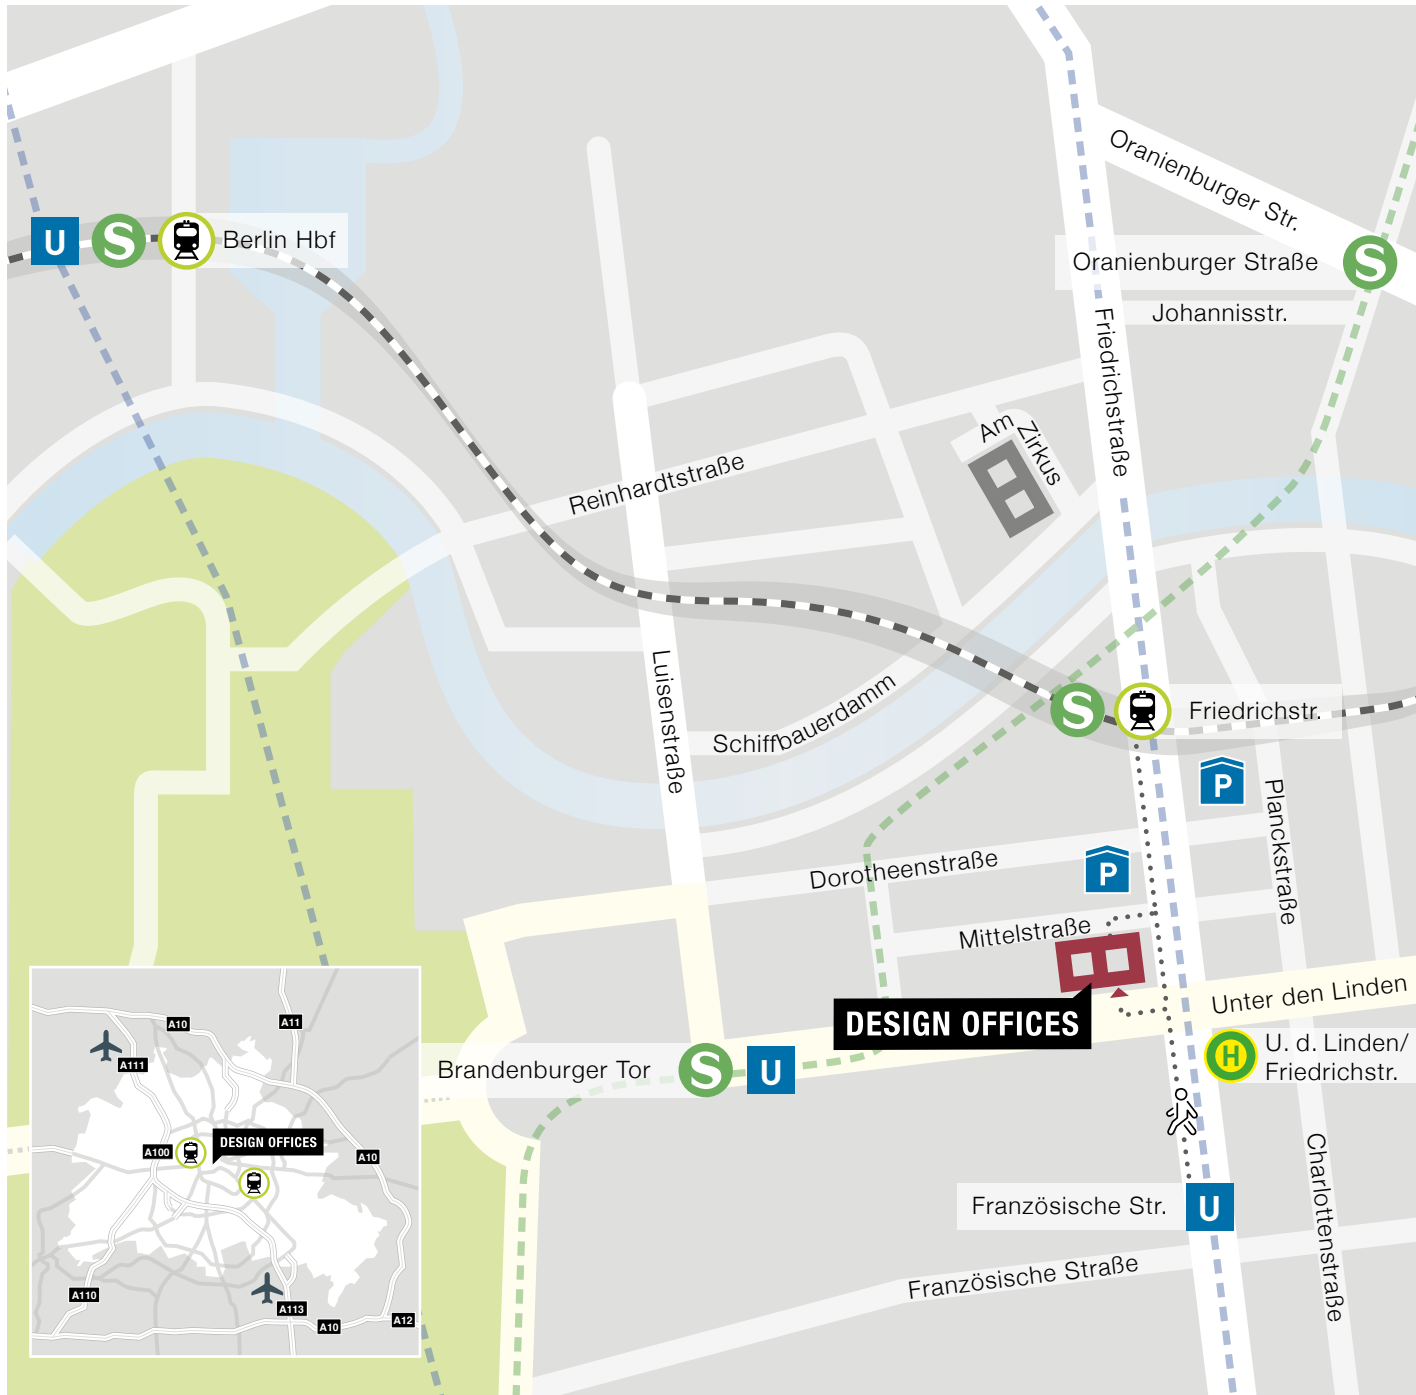 Oranienburger Str.
U
S
Berlin Hbf
Oranienburger Straße
S
Johannisstr.
Friedrichstraße
Am
Zirkus
Reinhardtstraße
Luisenstraße
Schiffbauerdamm
S
Friedrichstr.
P
Planckstraße
Dorotheenstraße
P
Mittelstraße
Unter den Linden
DESIGN OFFICES
H
U. d. Linden/
Friedrichstr.
Brandenburger Tor
S
U
Charlottenstraße
Französische Str.
U
Französische Straße
A10
A11
A111
A100
DESIGN OFFICES
A10
A110
A113
A10
A12